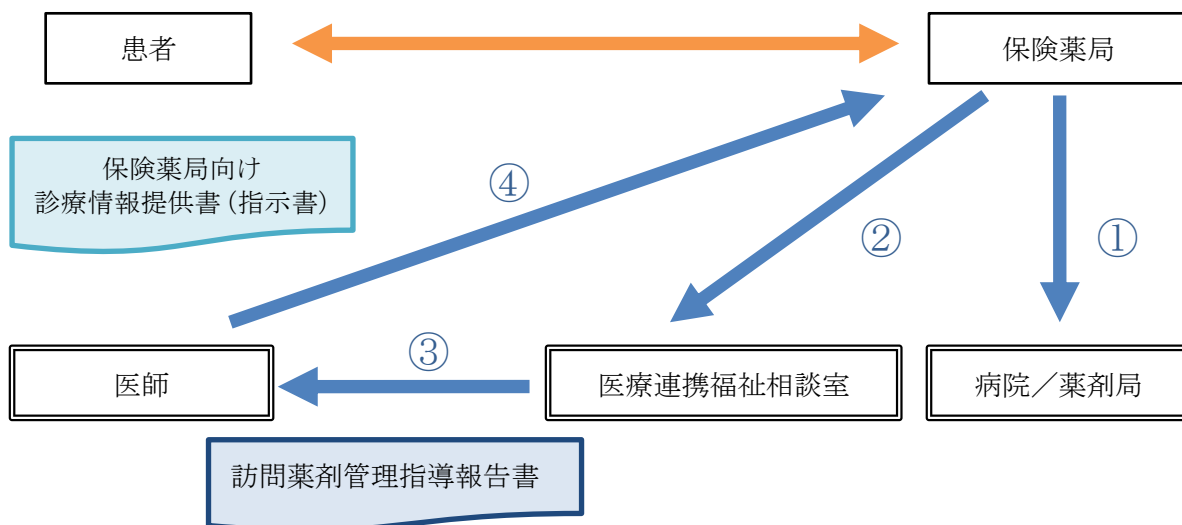 患者
保険薬局
保険薬局向け
診療情報提供書(指示書)
④
②
①
③
医師
医療連携福祉相談室
病院/薬剤局
訪問薬剤管理指導報告書